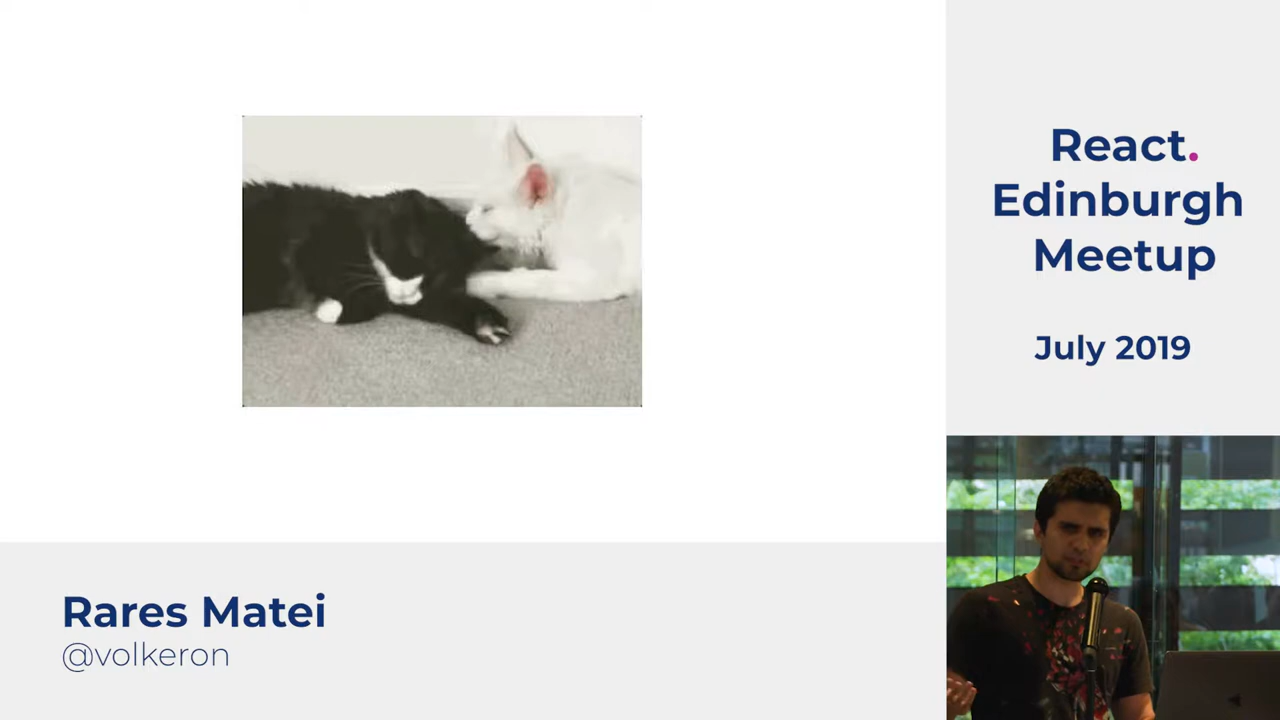 React.
Edinburgh
Meetup
July 2019
Rares Matei
@volkeron